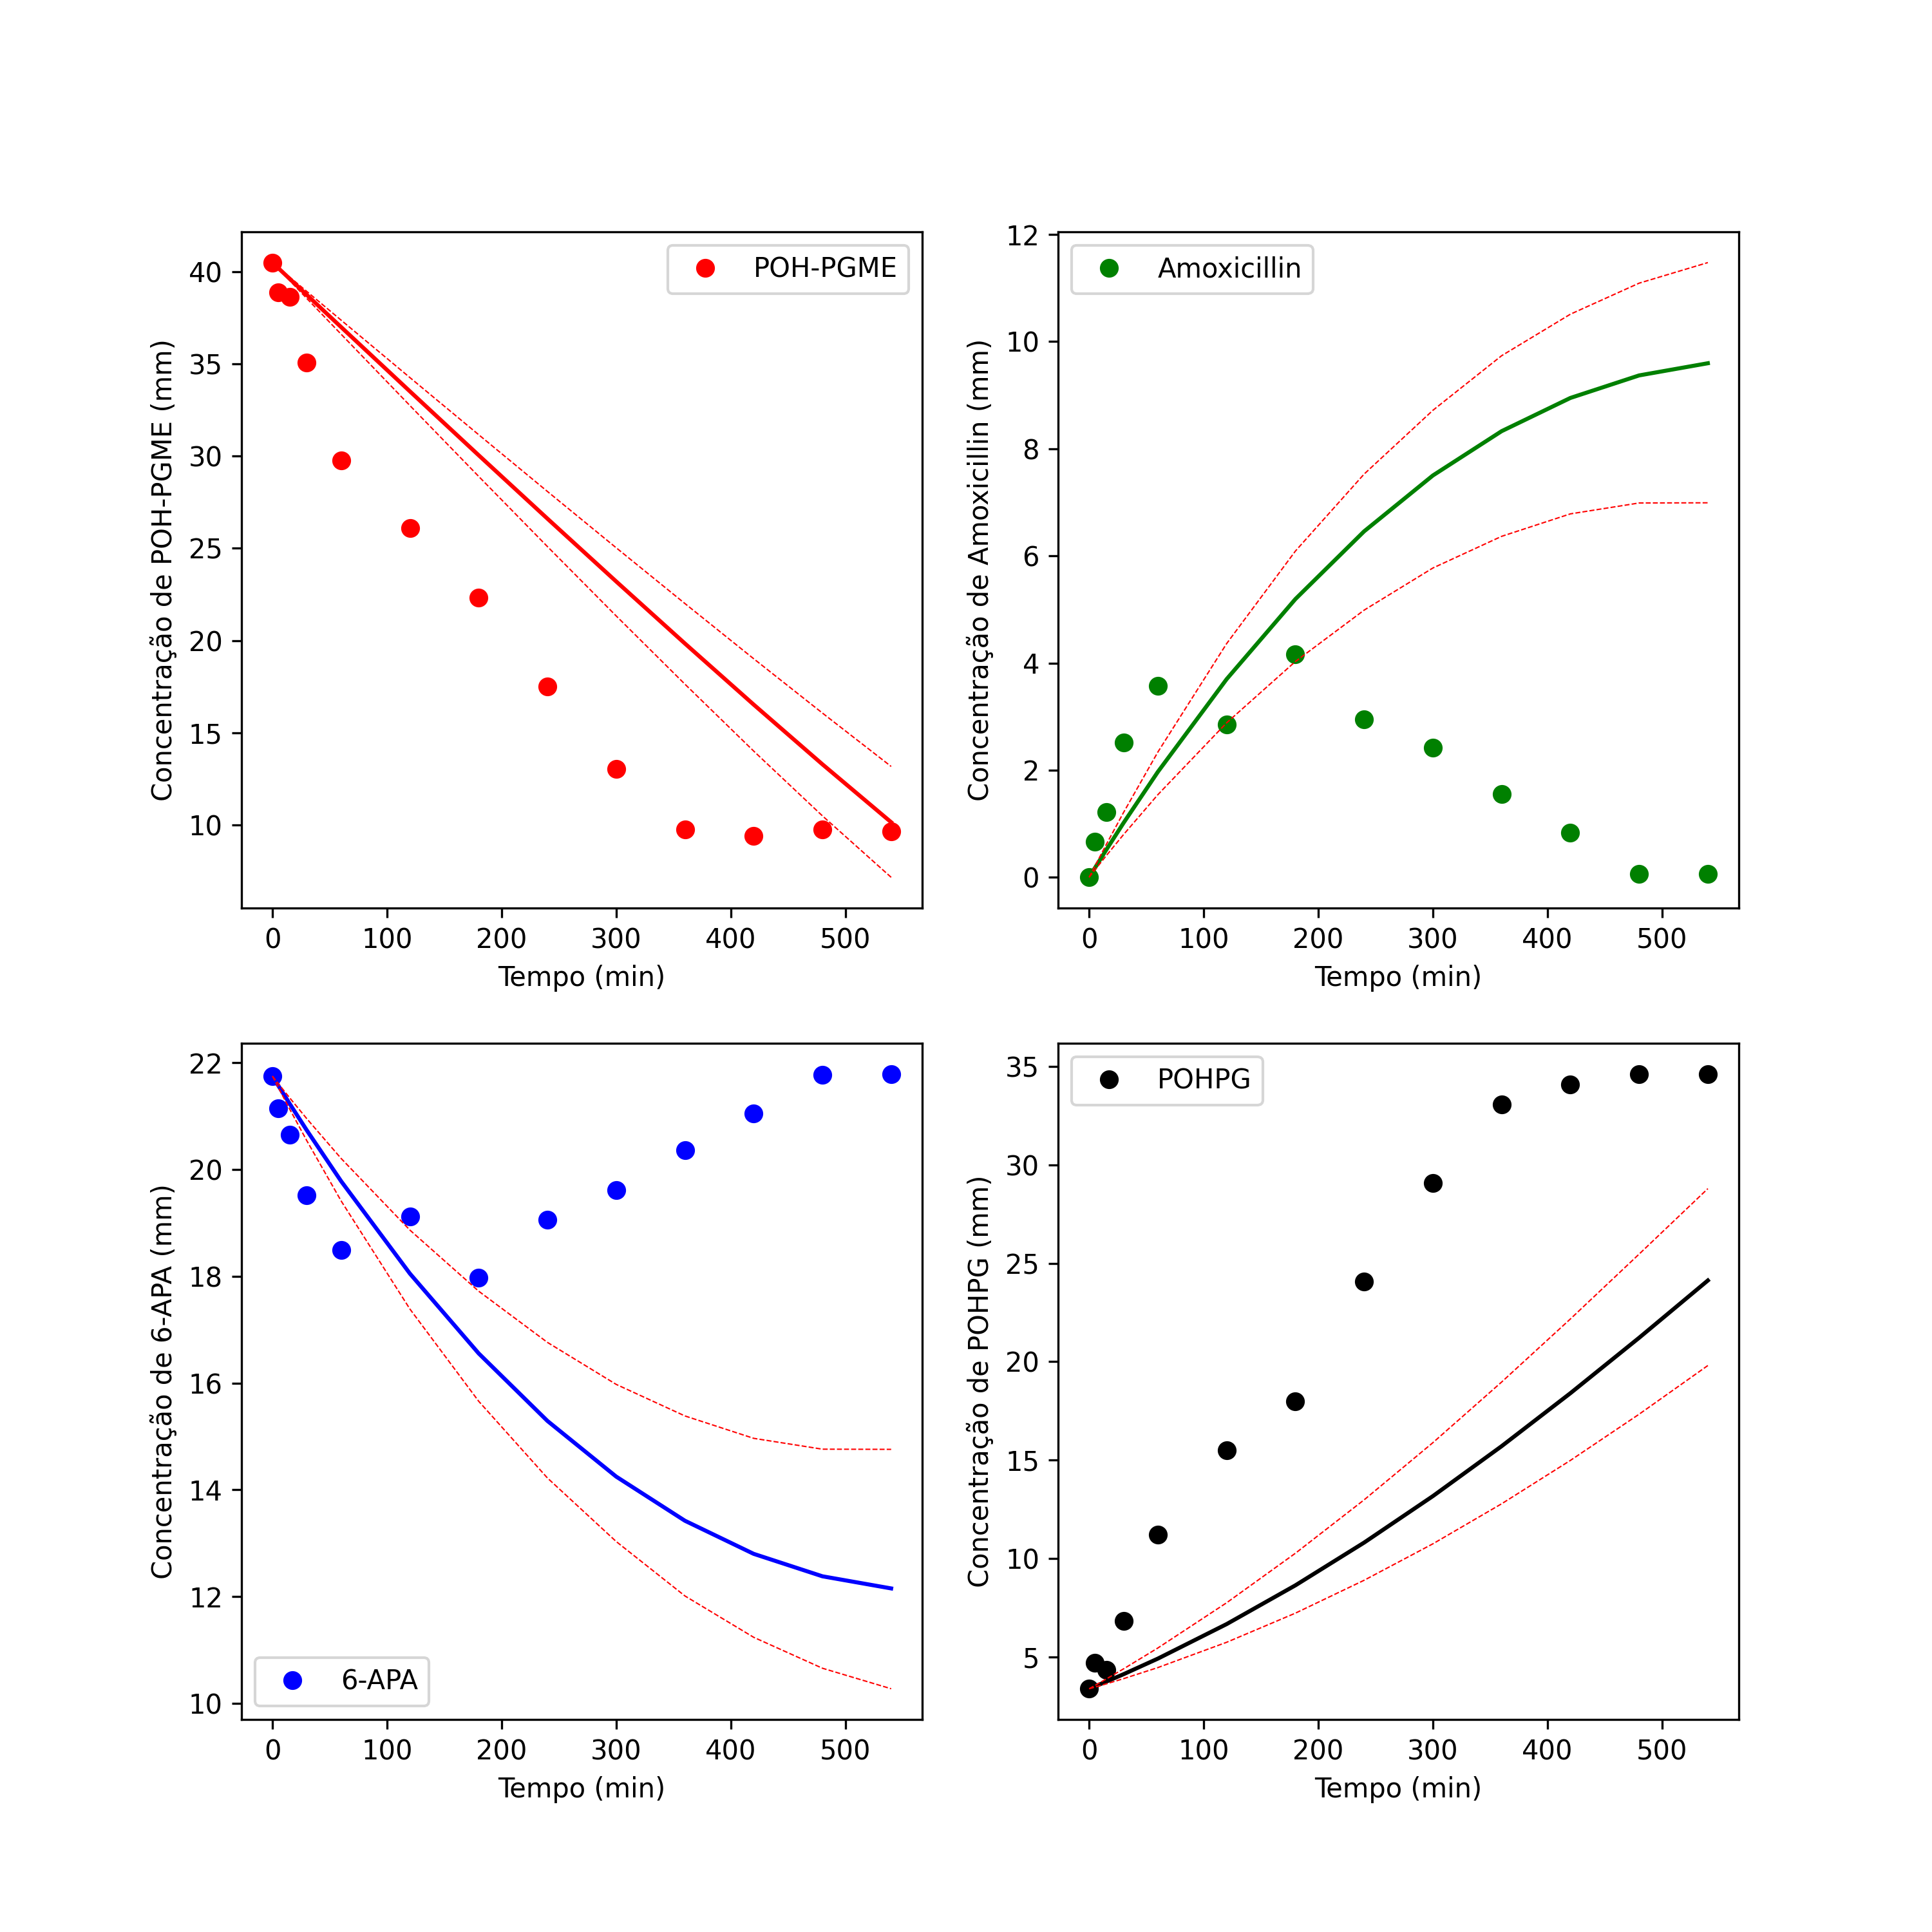 POH-PGME
40
35
30
25
20
15
10
Concentração de POH-PGME (mm)
0 100 200 300 400 500
Tempo (min)
Amoxicillin
12
10
8
6
4
2
0
Concentração de Amoxicillin (mm)
0 100 200 300 400 500
Tempo (min)
22
20
18
16
14
12
10
Concentração de 6-APA (mm)
6-APA
0 100 200 300 400 500
Tempo (min)
POHPG
35
30
25
20
15
10
5
Concentração de POHPG (mm)
0 100 200 300 400 500
Tempo (min)